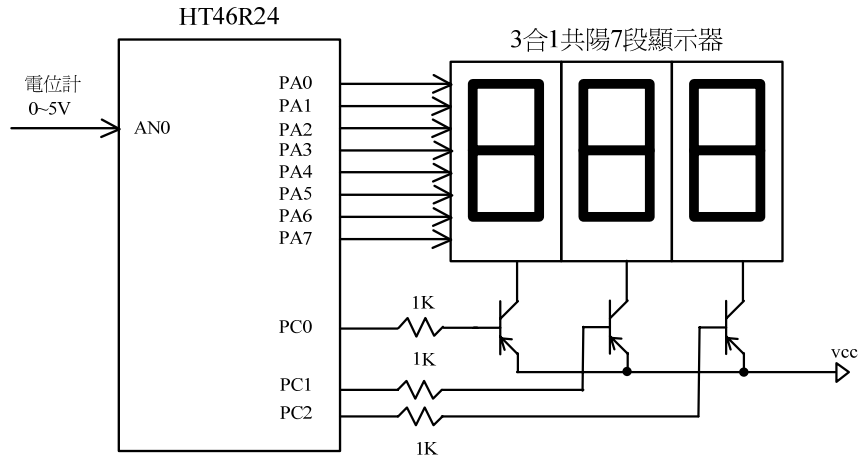 HT46R24
3合1共陽7段顯示器
電位計
0~5V
AN0
PA0
PA1
PA2
PA3
PA4
PA5
PA6
PA7
PC0
1K
1K
PC1
PC2
1K
vcc